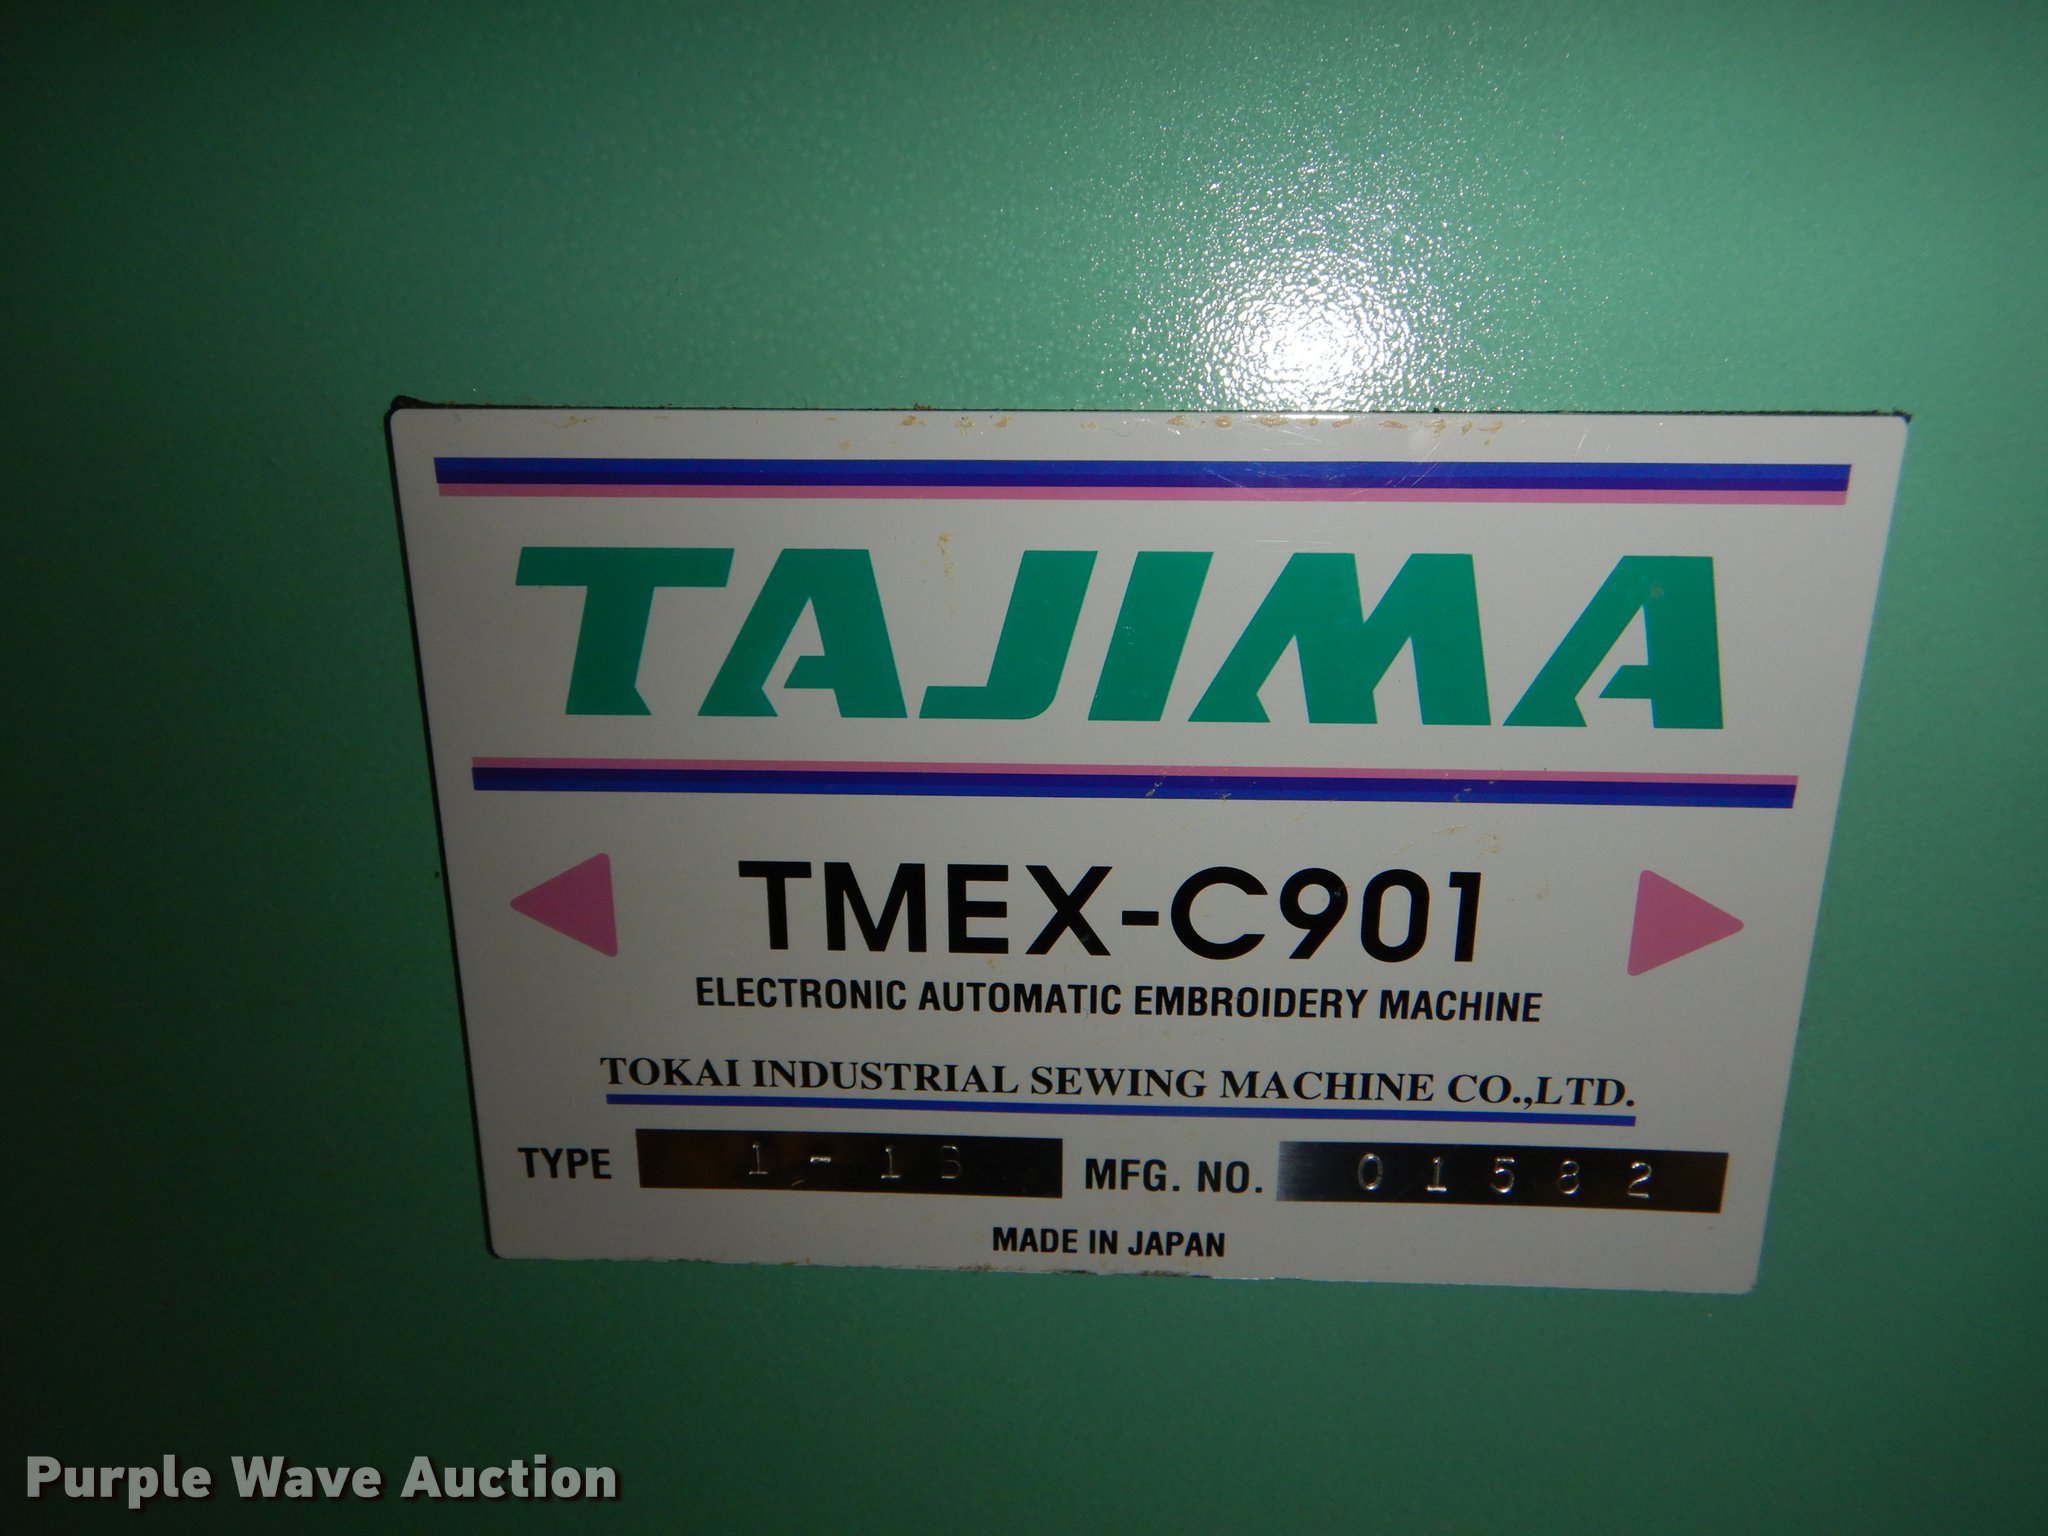 TAJIMA
TMEX-C901
ELECTRONIC AUTOMATIC EMBROIDERY MACHINE
TOKAI INDUSTRIAL SEWING MACHINE CO.,LTD.
TYPE MFG. NO. 01582
MADE IN JAPAN
Purple Wave Auction